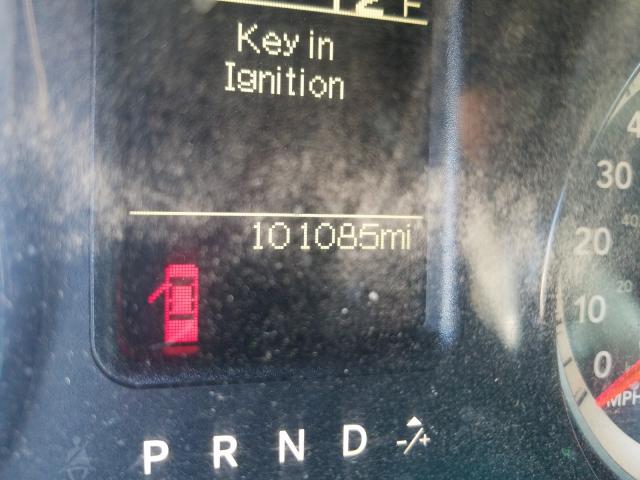 Key in
Ignition
101085mi
P R N D -/+
30
20
10
0
MPH